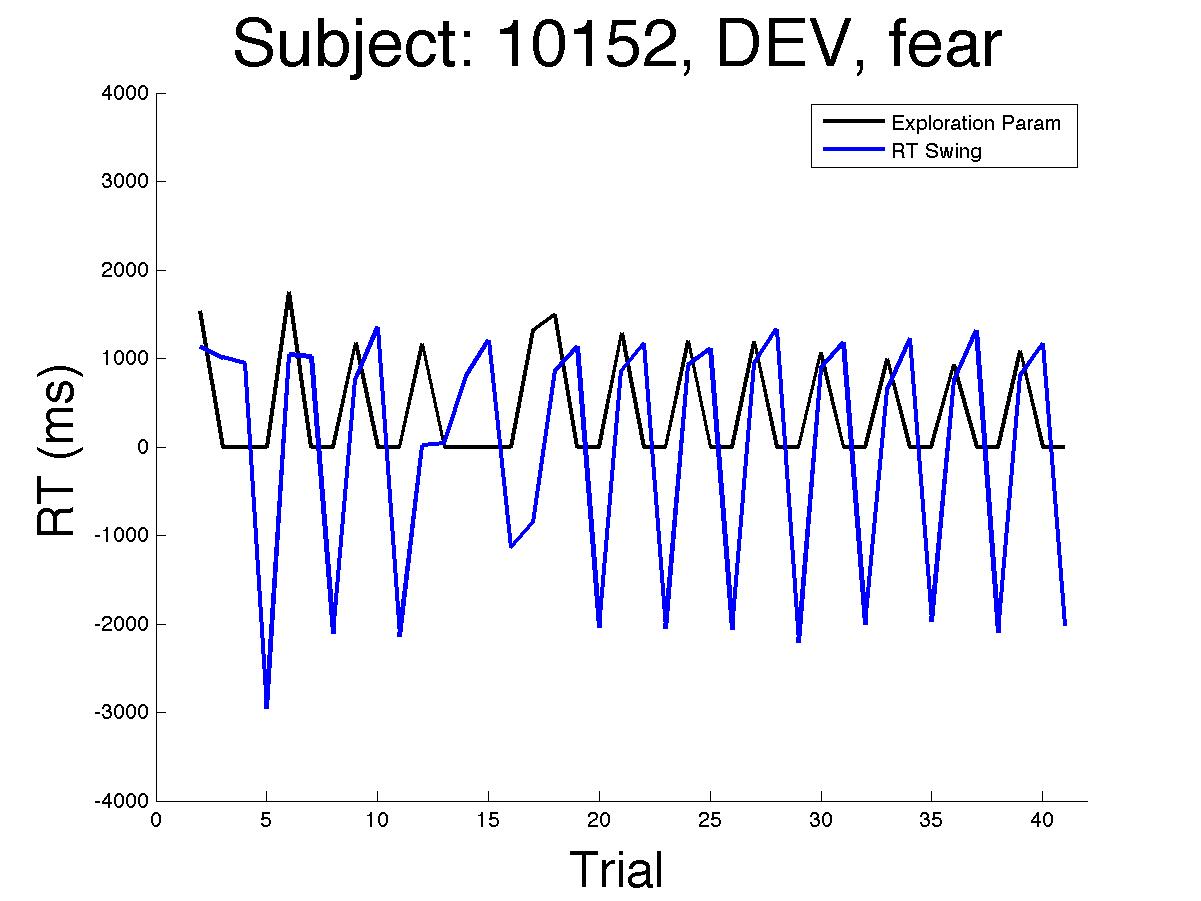 Subject: 10152, DEV, fear
Exploration Param
RT Swing
4000
3000
2000
1000
0
-1000
-2000
-3000
-4000
RT (ms)
0 5 10 15 20 25 30 35 40
Trial